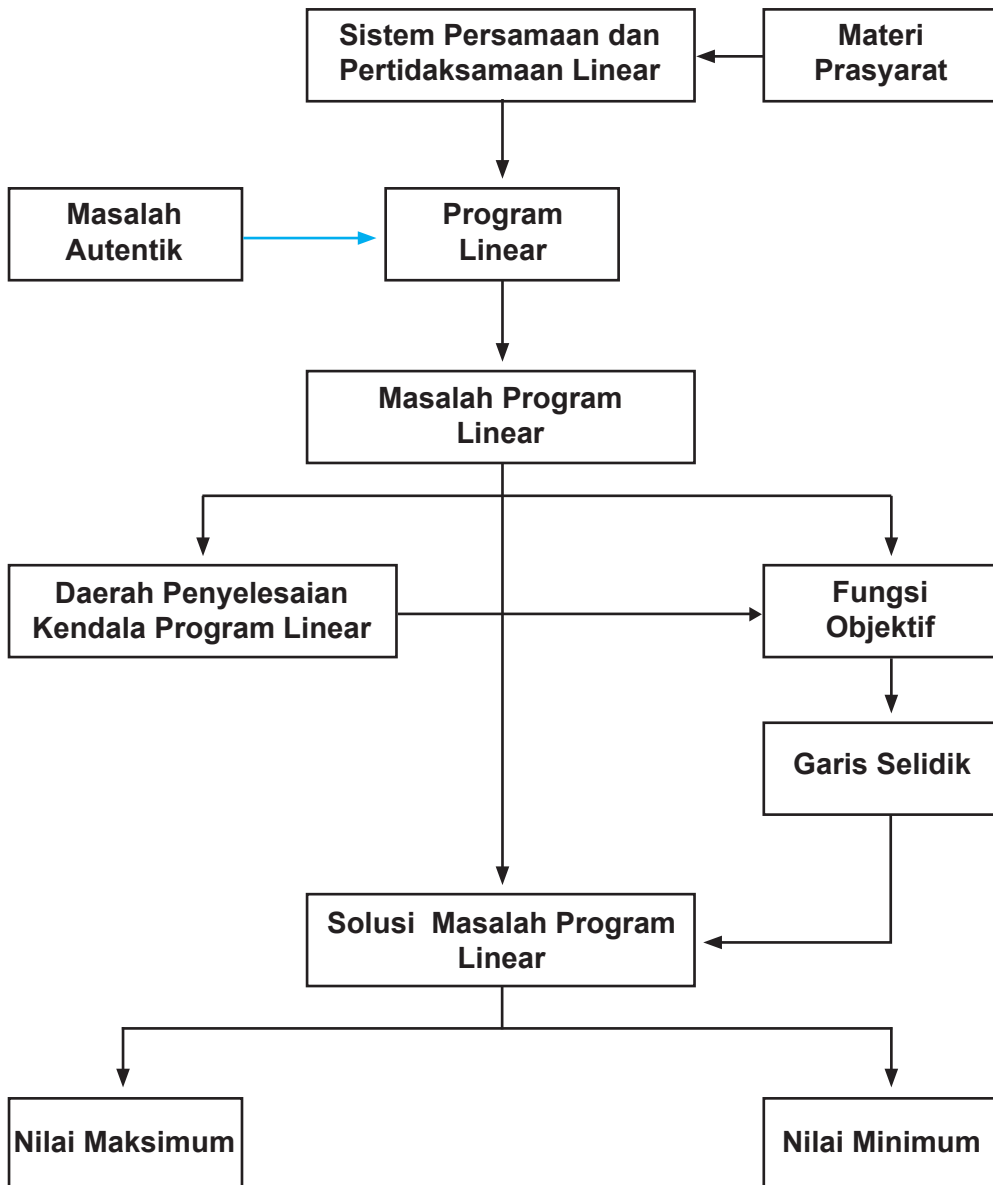 Sistem Persamaan dan
Pertidaksamaan Linear
Materi
Prasyarat
Masalah
Autentik
Program
Linear
Masalah Program
Linear
Daerah Penyelesaian
Kendala Program Linear
Fungsi
Objektif
Garis Selidik
Solusi Masalah Program
Linear
Nilai Maksimum
Nilai Minimum